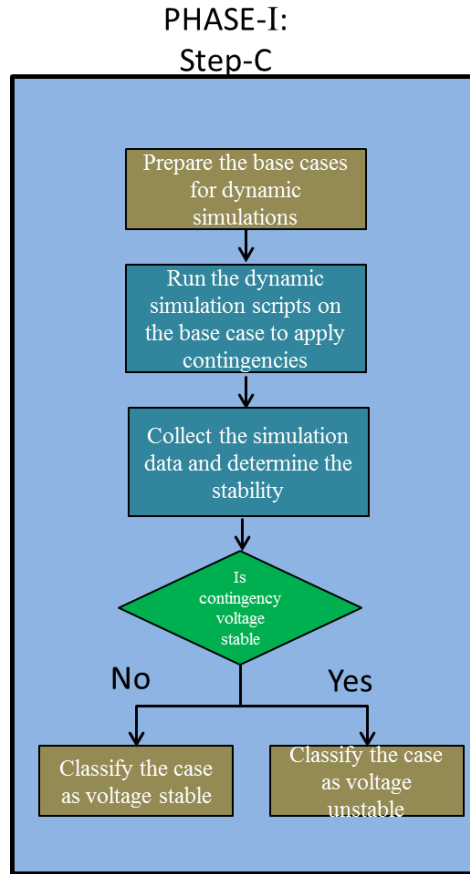 PHASE-I:
Step-C
Prepare the base cases
for dynamic
simulations
Run the dynamic
simulation scripts on
the base case to apply
contingencies
Collect the simulation
data and determine the
stability
Is
contingency
voltage
stable
No
Yes
Classify the case
as voltage stable
Classify the case
as voltage
unstable